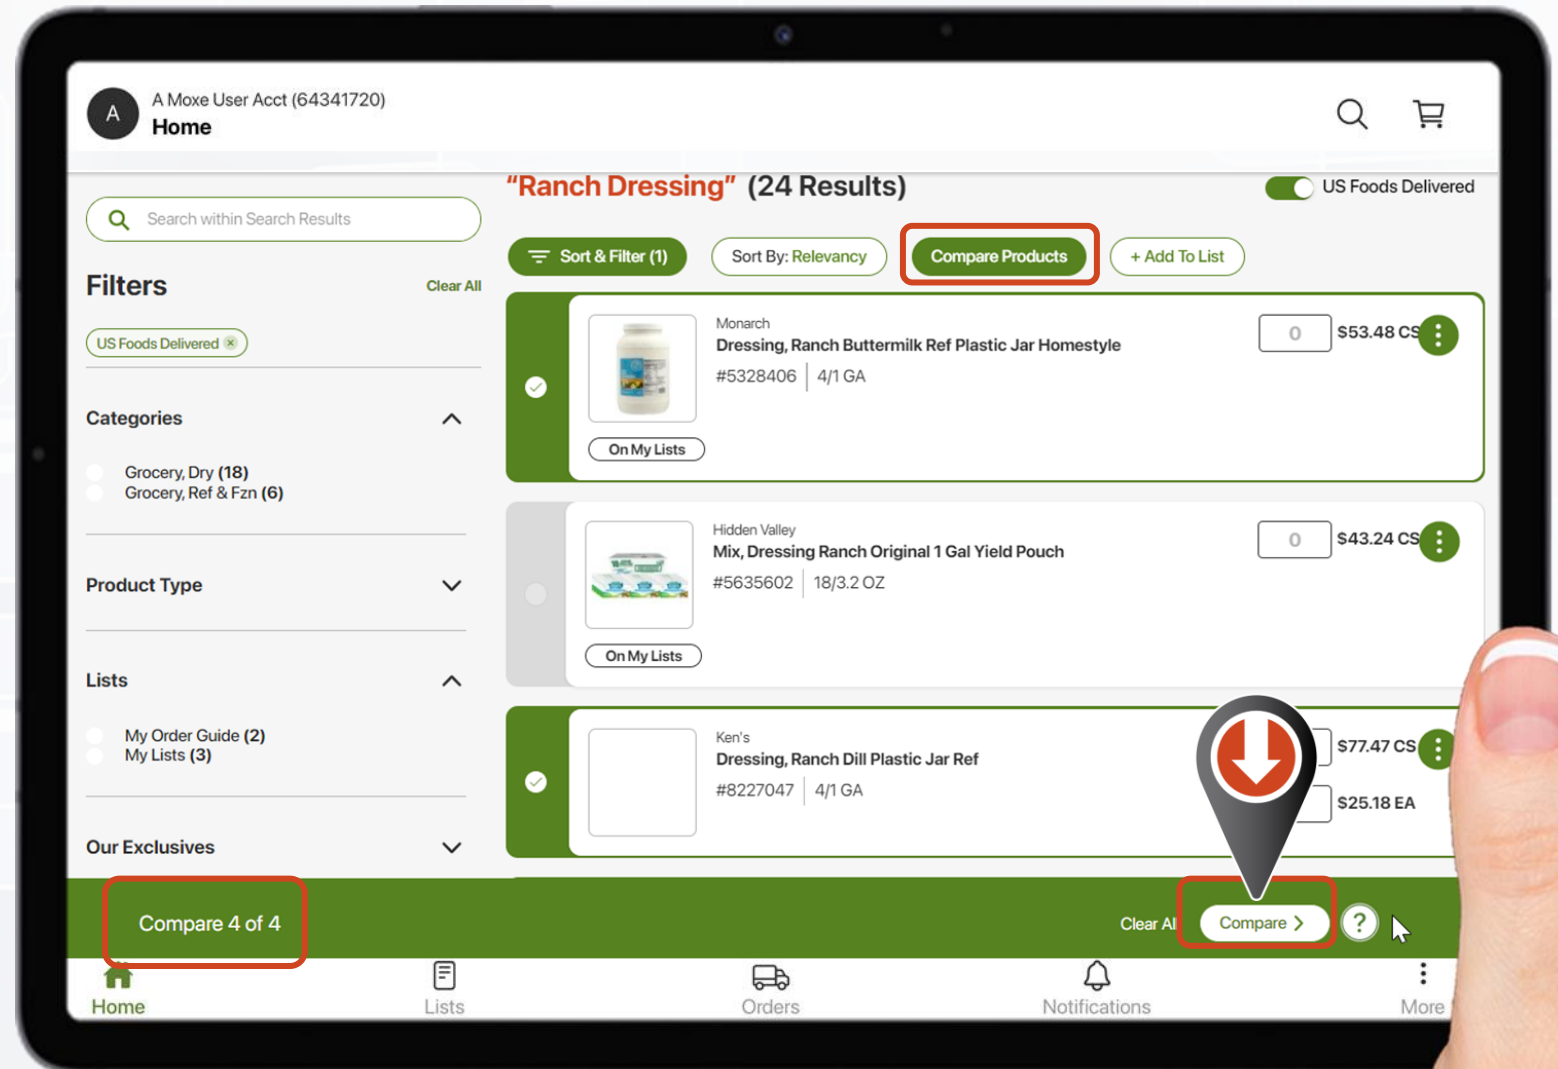 A
A Moxe User Acct (64341720)
Home
"Ranch Dressing" (24 Results)
US Foods Delivered
Search within Search Results
Sort & Filter (1)
Sort By: Relevancy
Compare Products
+ Add To List
Filters
Clear All
US Foods Delivered
Categories
Grocery, Dry (18)
Grocery, Ref & Fzn (6)
Product Type
Lists
My Order Guide (2)
My Lists (3)
Our Exclusives
Monarch
Dressing, Ranch Buttermilk Ref Plastic Jar Homestyle
#5328406 | 4/1 GA
0
$53.48 CS
On My Lists
Hidden Valley
Mix, Dressing Ranch Original 1 Gal Yield Pouch
#5635602 | 18/3.2 OZ
0
$43.24 CS
On My Lists
Ken's
Dressing, Ranch Dill Plastic Jar Ref
#8227047 | 4/1 GA
$77.47 CS
$25.18 EA
Compare 4 of 4
Clear All
Compare >
?
Home
Lists
Orders
Notifications
More